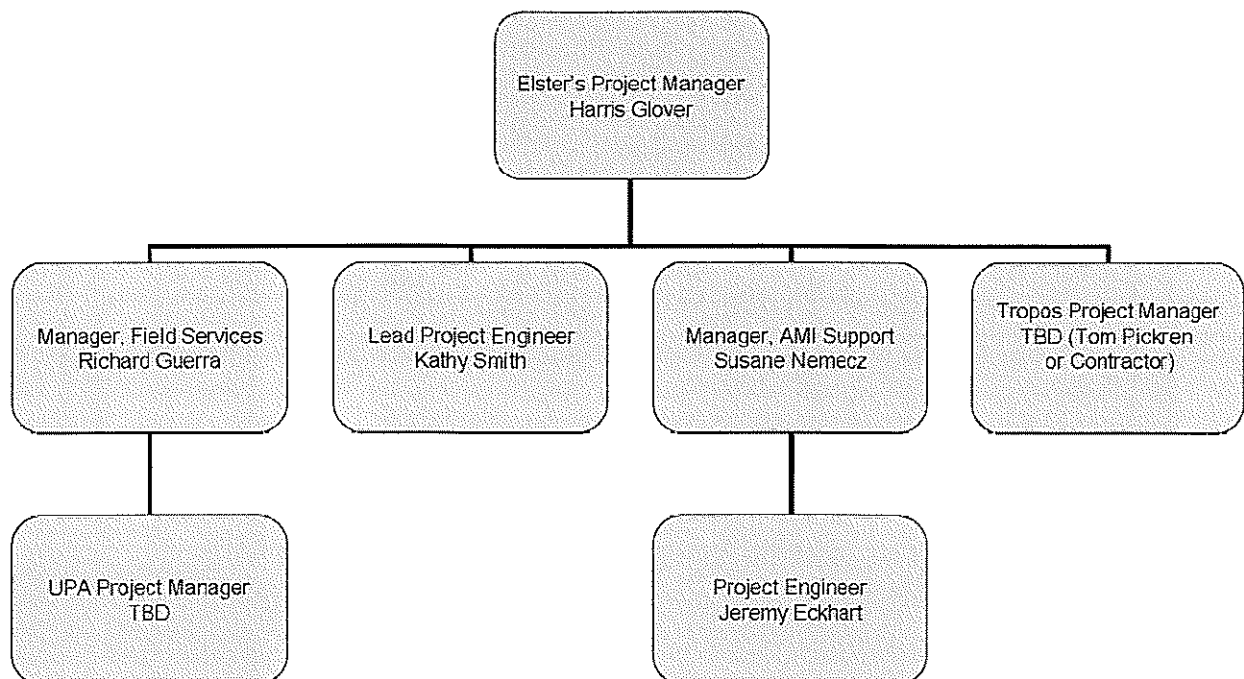 Elster's Project Manager
Harris Glover
Manager, Field Services
Richard Guerra
Lead Project Engineer
Kathy Smith
Manager, AMI Support
Susane Nemecz
Tropos Project Manager
TBD (Tom Pickren
or Contractor)
UPA Project Manager
TBD
Project Engineer
Jeremy Eckhart